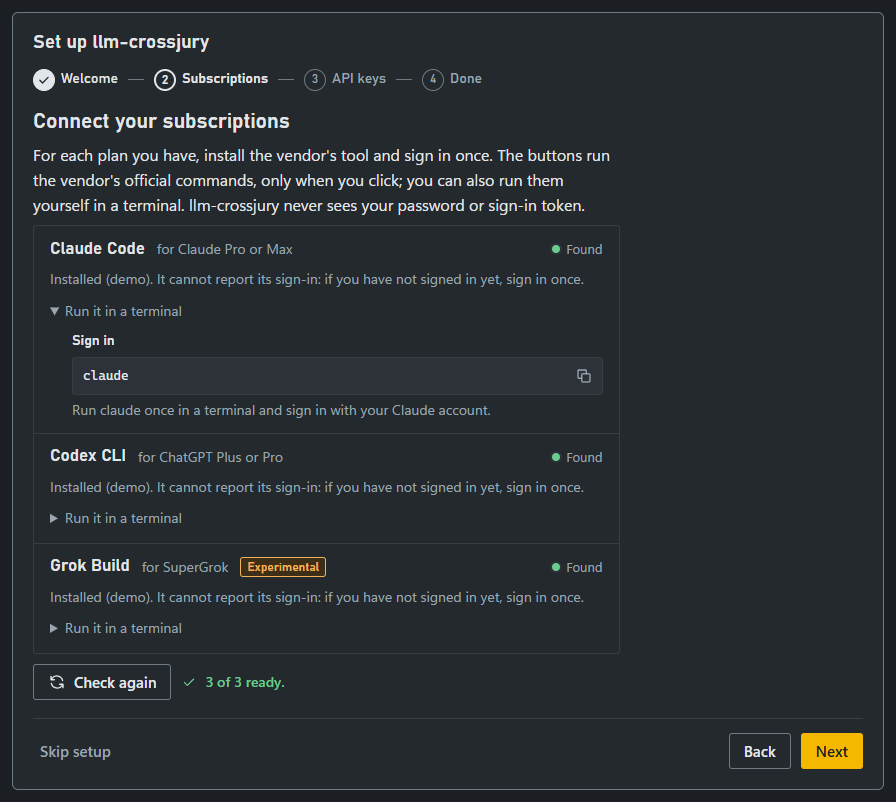 Set up llm-crossjury
Welcome — 2 Subscriptions — 3 API keys — 4 Done
Connect your subscriptions
For each plan you have, install the vendor's tool and sign in once. The buttons run
the vendor's official commands, only when you click; you can also run them
yourself in a terminal. llm-crossjury never sees your password or sign-in token.
Claude Code for Claude Pro or Max Found
Installed (demo). It cannot report its sign-in: if you have not signed in yet, sign in once.
Run it in a terminal
Sign in
claude
Run claude once in a terminal and sign in with your Claude account.
Codex CLI for ChatGPT Plus or Pro Found
Installed (demo). It cannot report its sign-in: if you have not signed in yet, sign in once.
Run it in a terminal
Grok Build for SuperGrok Experimental Found
Installed (demo). It cannot report its sign-in: if you have not signed in yet, sign in once.
Run it in a terminal
Check again 3 of 3 ready.
Skip setup Back Next